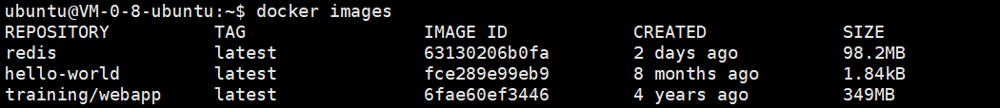 ubuntu@VM-0-8-ubuntu:~$ docker images
REPOSITORY TAG IMAGE ID CREATED SIZE
redis latest 63130206b0fa 2 days ago 98.2MB
hello-world latest fce289e99eb9 8 months ago 1.84kB
training/webapp latest 6fae60ef3446 4 years ago 349MB